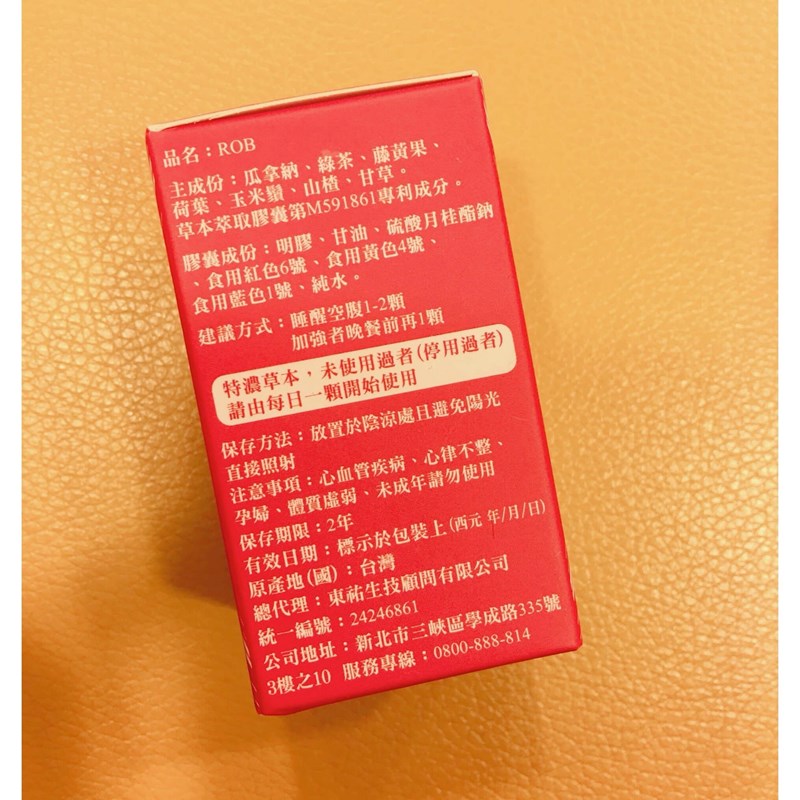 品名：ROB
主成份：瓜拿納、綠茶、藤黃果、
荷葉、玉米鬚、山楂、甘草。
草本萃取膠囊第M591861專利成分。
膠囊成份：明膠、甘油、硫酸月桂酯鈉
、食用紅色6號、食用黃色4號、
食用藍色1號、純水。
建議方式：睡醒空腹1-2顆
加強者晚餐前再1顆
特濃草本，未使用過者(停用過者)
請由每日一顆開始使用
保存方法：放置於陰涼處且避免陽光
直接照射
注意事項：心血管疾病、心律不整、
孕婦、體質虛弱、未成年請勿使用
保存期限：2年
有效日期：標示於包裝上(西元 年/月/日)
原產地(國)：台灣
總代理：東祐生技顧問有限公司
統一編號：24246861
公司地址：新北市三峽區學成路335號
3樓之10 服務專線：0800-888-814